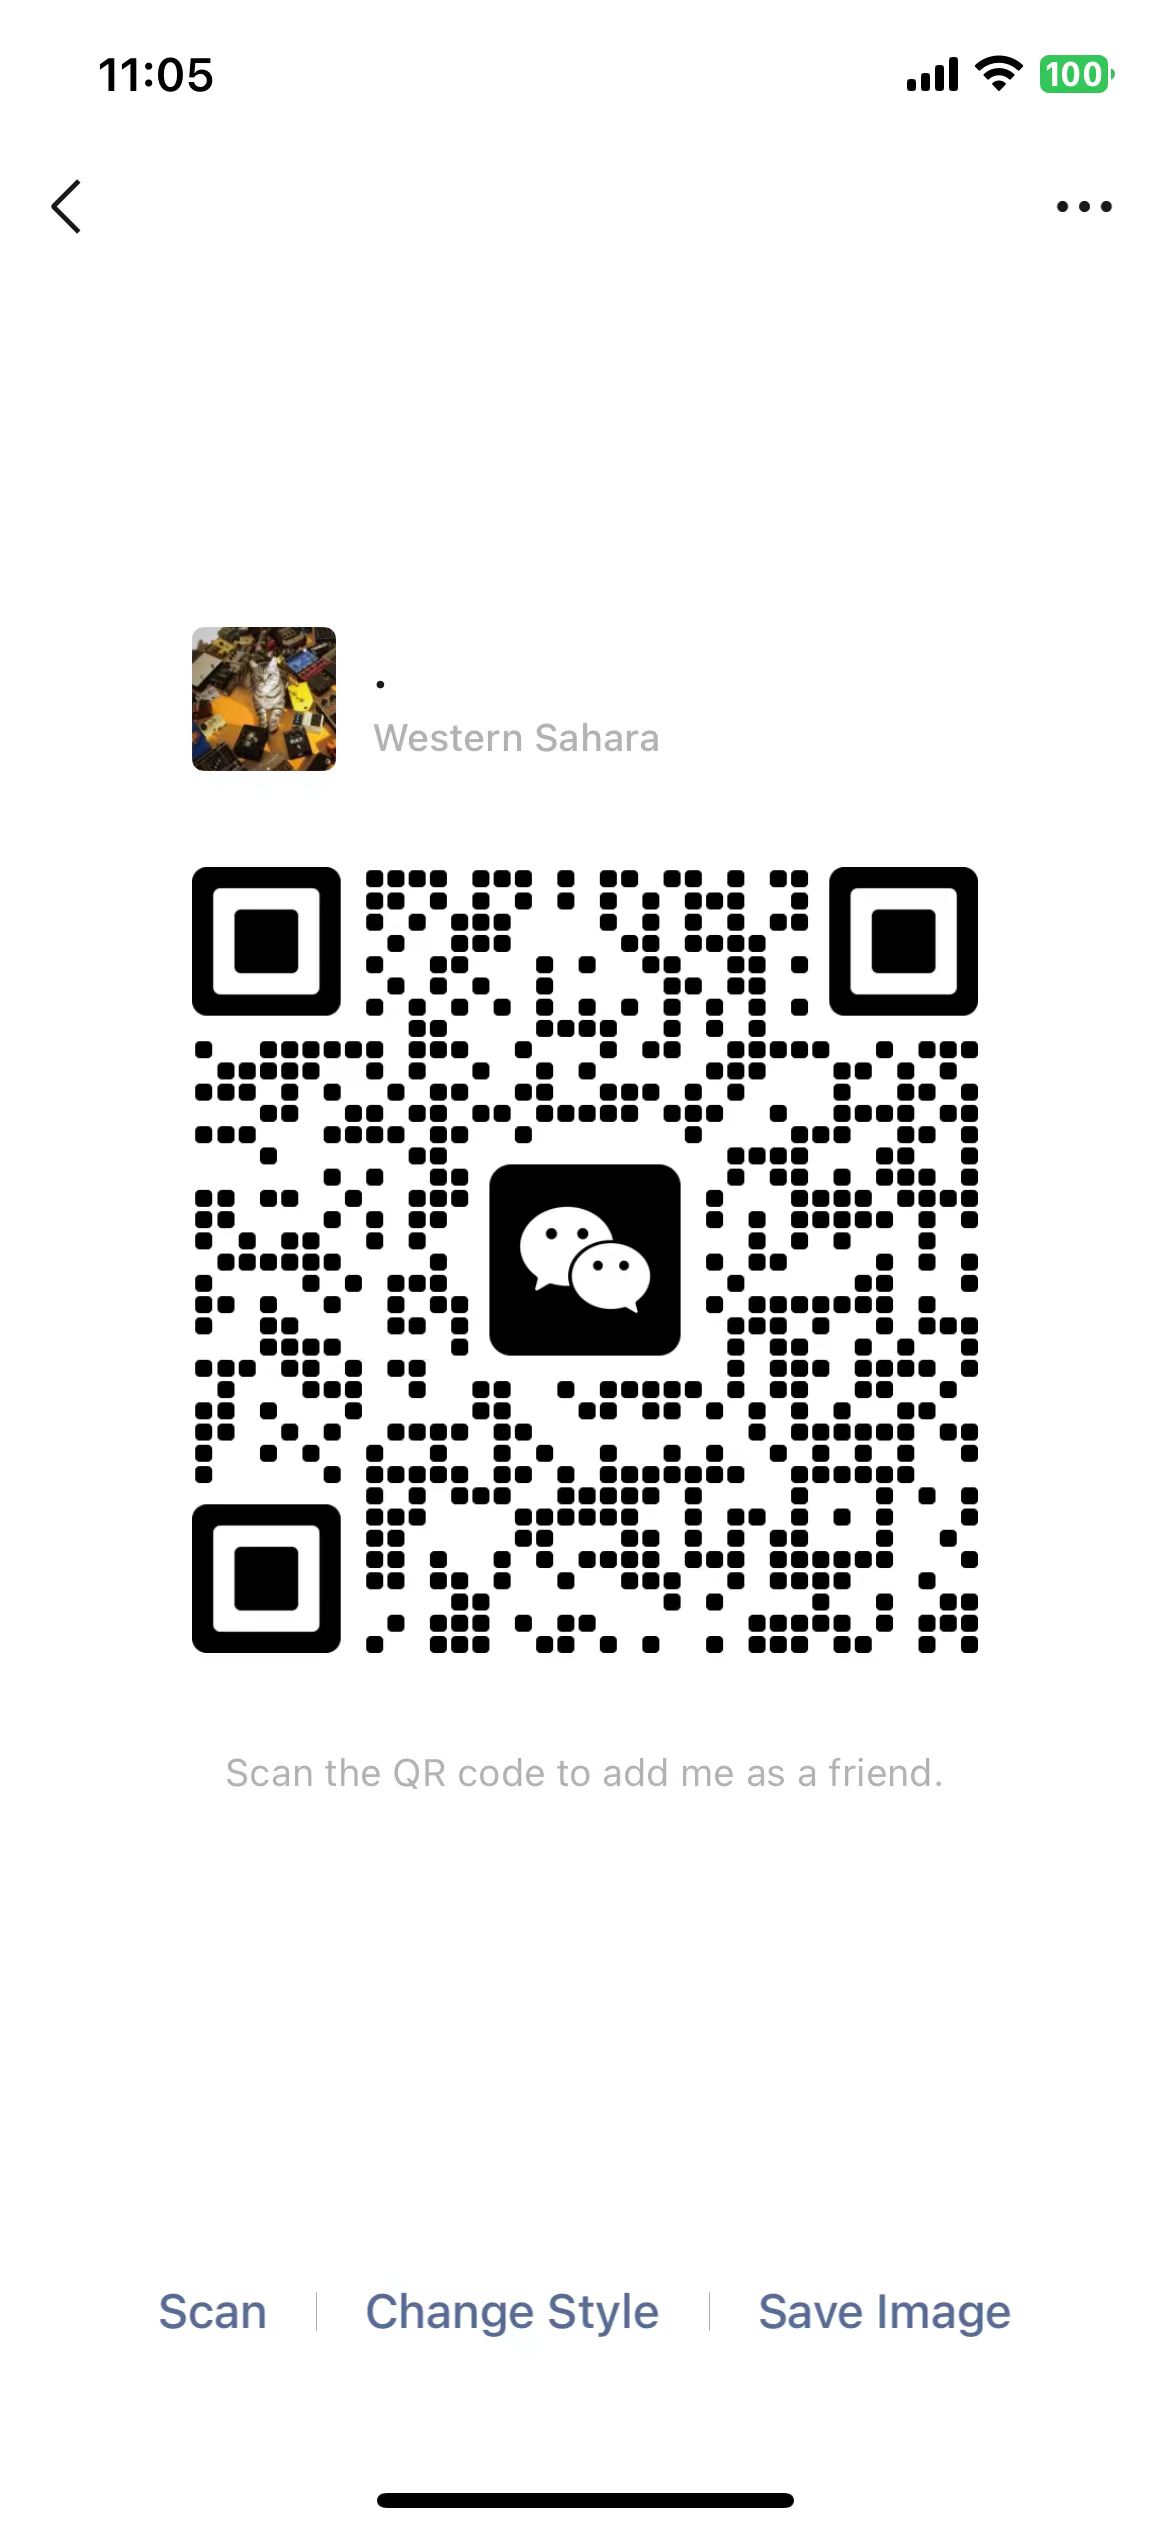 11:05
100
.
Western Sahara
Scan the QR code to add me as a friend.
Scan
Change Style
Save Image